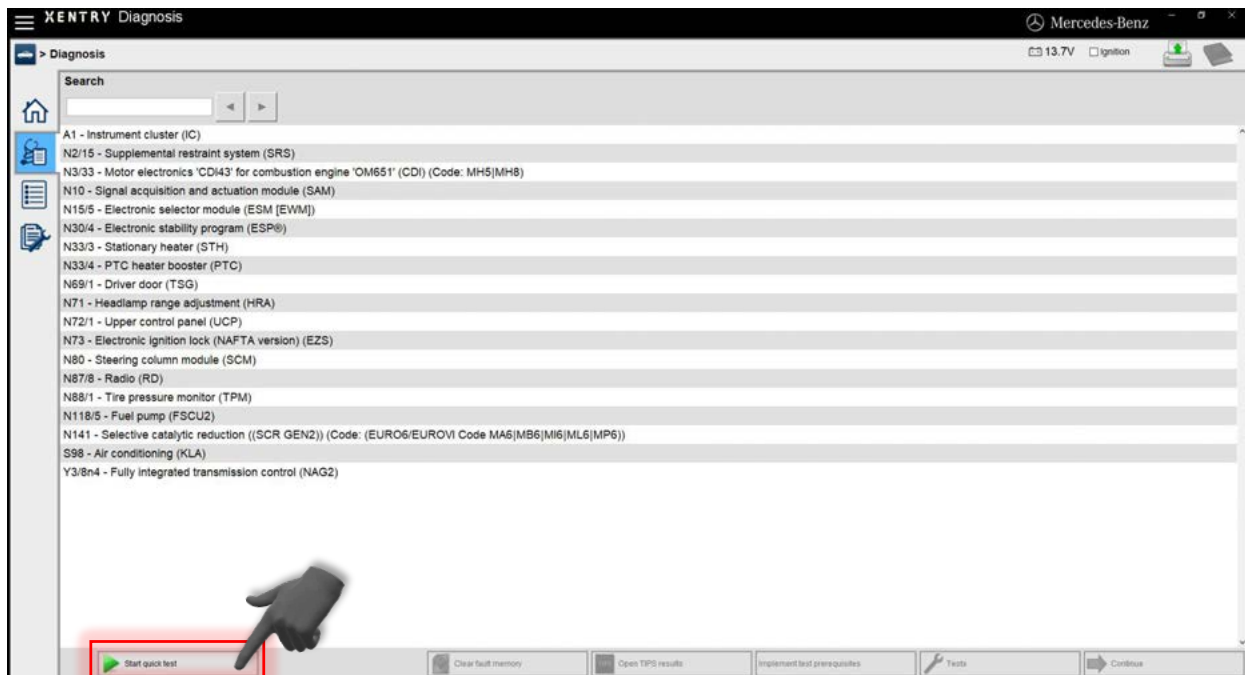 XENTRY Diagnosis
Mercedes-Benz
> Diagnosis
13.7V
Ignition
Search
A1 - Instrument cluster (IC)
N2/15 - Supplemental restraint system (SRS)
N3/33 - Motor electronics 'CDI43' for combustion engine 'OM651' (CDI) (Code: MH5|MH8)
N10 - Signal acquisition and actuation module (SAM)
N15/5 - Electronic selector module (ESM [EWM])
N30/4 - Electronic stability program (ESP®)
N33/3 - Stationary heater (STH)
N33/4 - PTC heater booster (PTC)
N69/1 - Driver door (TSG)
N71 - Headlamp range adjustment (HRA)
N72/1 - Upper control panel (UCP)
N73 - Electronic ignition lock (NAFTA version) (EZS)
N80 - Steering column module (SCM)
N87/8 - Radio (RD)
N88/1 - Tire pressure monitor (TPM)
N118/5 - Fuel pump (FSCU2)
N141 - Selective catalytic reduction ((SCR GEN2)) (Code: (EURO6/EUROVI Code MA6|MB6|MI6|ML6|MP6))
S98 - Air conditioning (KLA)
Y3/8n4 - Fully integrated transmission control (NAG2)
Start quick test
Clear fault memory
Open TIPS results
Implement test prerequisites
Tests
Continue